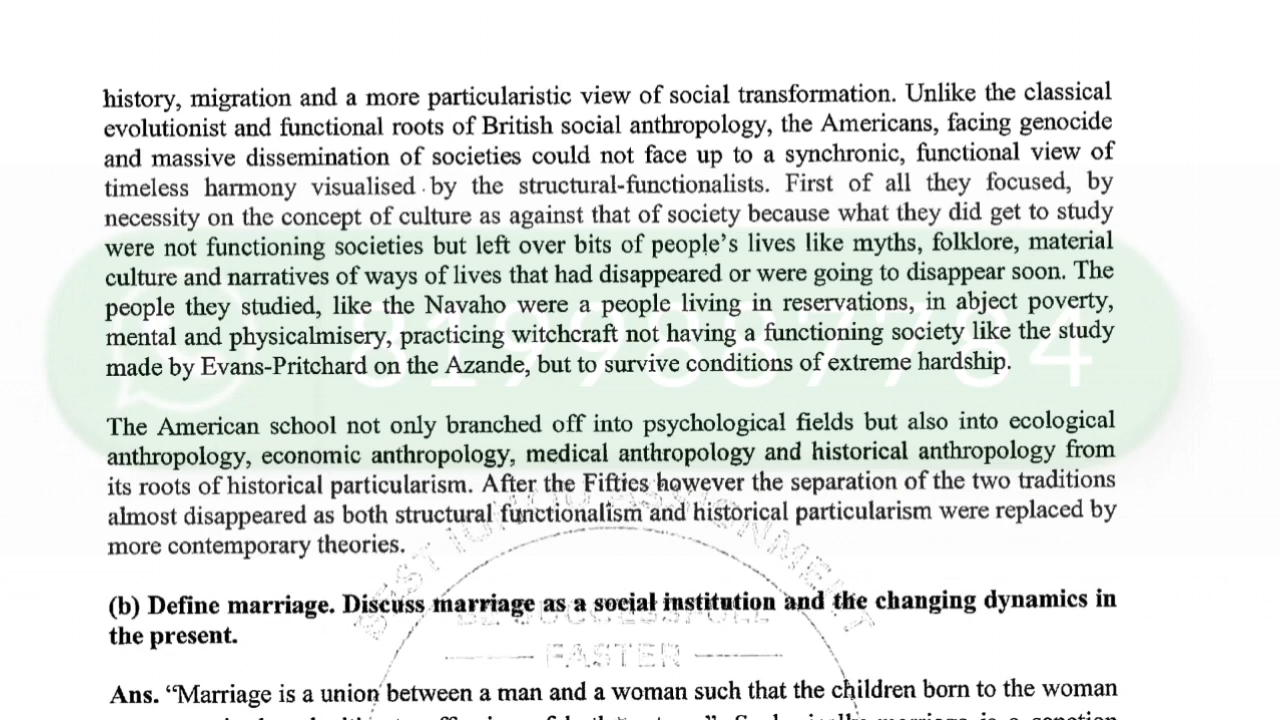 history, migration and a more particularistic view of social transformation. Unlike the classical
evolutionist and functional roots of British social anthropology, the Americans, facing genocide
and massive dissemination of societies could not face up to a synchronic, functional view of
timeless harmony visualised by the structural-functionalists. First of all they focused, by
necessity on the concept of culture as against that of society because what they did get to study
were not functioning societies but left over bits of people's lives like myths, folklore, material
culture and narratives of ways of lives that had disappeared or were going to disappear soon. The
people they studied, like the Navaho were a people living in reservations, in abject poverty,
mental and physicalmisery, practicing witchcraft not having a functioning society like the study
made by Evans-Pritchard on the Azande, but to survive conditions of extreme hardship.
The American school not only branched off into psychological fields but also into ecological
anthropology, economic anthropology, medical anthropology and historical anthropology from
its roots of historical particularism. After the Fifties however the separation of the two traditions
almost disappeared as both structural functionalism and historical particularism were replaced by
more contemporary theories.
(b) Define marriage. Discuss marriage as a social institution and the changing dynamics in
the present.
FASTER
Ans. "Marriage is a union between a man and a woman such that the children born to the woman